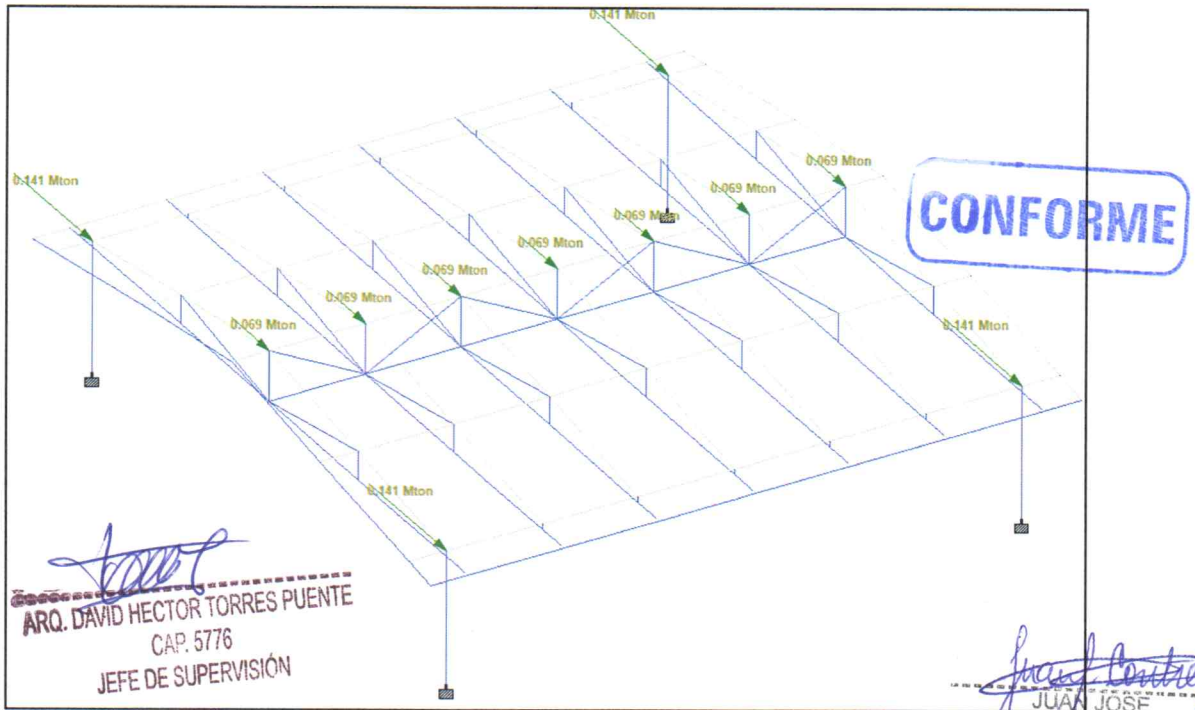 0.141 Mton
0.141 Mton
0.069 Mton
0.069 Mton
0.069 Mton
0.069 Mton
0.069 Mton
0.069 Mton
0.069 Mton
0.141 Mton
0.141 Mton
CONFORME
ARQ. DAVID HECTOR TORRES PUENTE
CAP. 5776
JEFE DE SUPERVISIÓN
JUAN JOSE